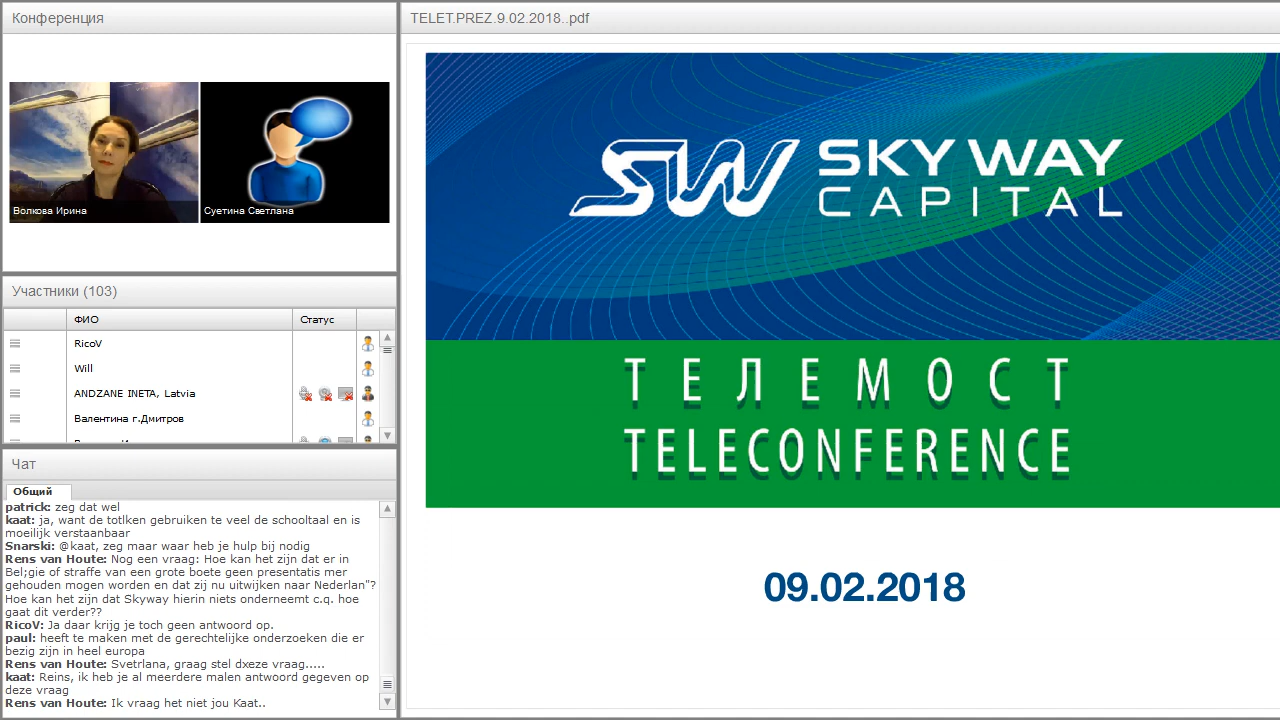 Конференция
Волкова Ирина
Суетина Светлана
Участники (103)
ФИО
Статус
RicoV
Will
ANDZANE INETA, Latvia
Валентина г.Дмитров
Чат
Общий
patrick: zeg dat wel
kaat: ja, want de totlken gebruiken te veel de schooltaal en is
moeilijk verstaanbaar
Snarski: @kaat, zeg maar waar heb je hulp bij nodig
Rens van Houte: Nog een vraag: Hoe kan het zijn dat er in
Bel;gie of straffe van een grote boete geen presentatis mer
gehouden mogen worden en dat zij nu uitwijken naar Nederlan"?
Hoe kan het zijn dat Skyway hierin niets onderneemt c.q. hoe
gaat dit verder??
RicoV: Ja daar krijg je toch geen antwoord op.
paul: heeft te maken met de gerechtelijke onderzoeken die er
bezig zijn in heel europa
Rens van Houte: Svetrlana, graag stel dxeze vraag.....
kaat: Reins, ik heb je al meerdere malen antwoord gegeven op
deze vraag
Rens van Houte: Ik vraag het niet jou Kaat..
TELET.PREZ.9.02.2018..pdf
SW SKY WAY
CAPITAL
ТЕЛЕМОСТ
TELECONFERENCE
09.02.2018